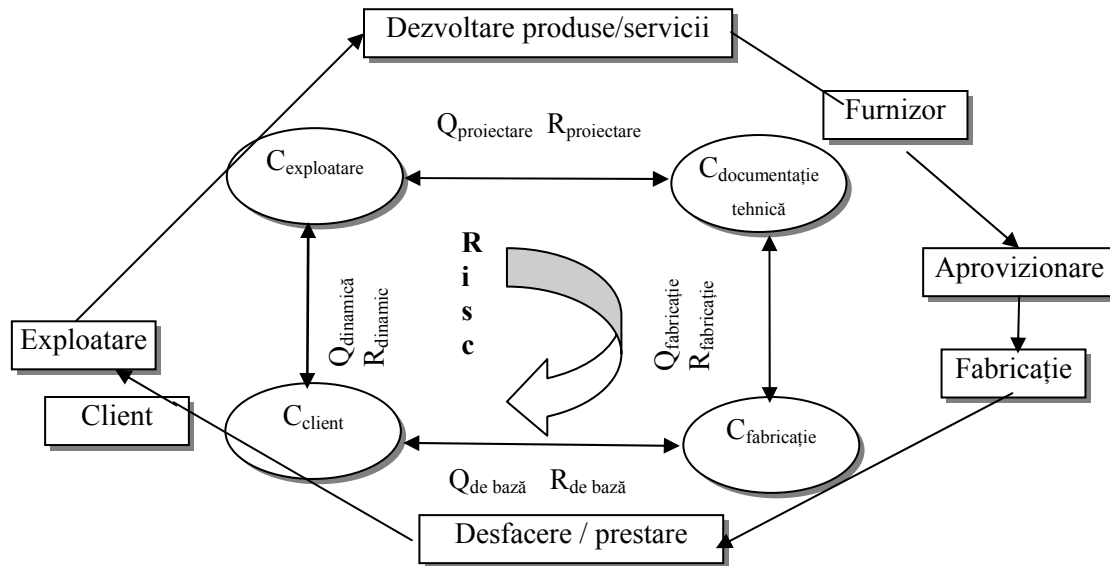 Dezvoltare produse/servicii
Furnizor
Qproiectare Rproiectare
Cexploatare
Cdocumentație
tehnică
R
i
s
c
Aprovizionare
Qdinamică
Rdinamic
Qfabricație
Rfabricație
Exploatare
Fabricație
Client
Cclient
Cfabricație
Qde bază Rde bază
Desfacere / prestare